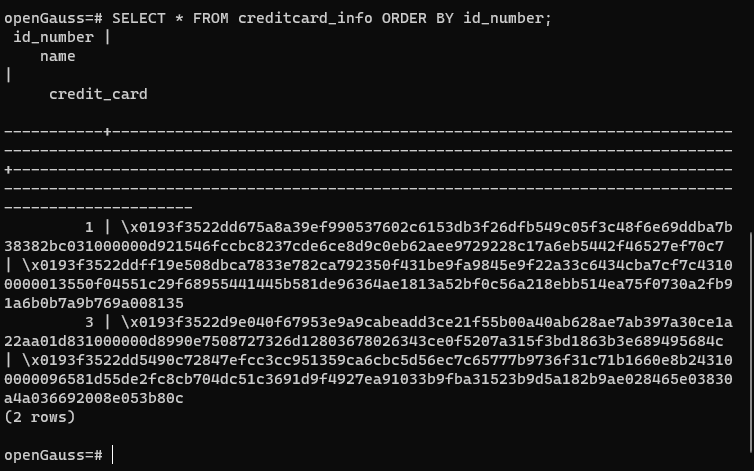 openGauss=# SELECT * FROM creditcard_info ORDER BY id_number;
 id_number |
    name
|
     credit_card

-----------+---------------------------------------------------------------------
---------------------------------------------------------------------------------
+--------------------------------------------------------------------------------
---------------------------------------------------------------------------------
---------------------
         1 | \x0193f3522dd675a8a39ef990537602c6153db3f26dfb549c05f3c48f6e69ddba7b
38382bc031000000d921546fccbc8237cde6ce8d9c0eb62aee9729228c17a6eb5442f46527ef70c7
| \x0193f3522ddff19e508dbca7833e782ca792350f431be9fa9845e9f22a33c6434cba7cf7c4310
0000013550f04551c29f68955441445b581de96364ae1813a52bf0c56a218ebb514ea75f0730a2fb9
1a6b0b7a9b769a008135
         3 | \x0193f3522d9e040f67953e9a9cabeadd3ce21f55b00a40ab628ae7ab397a30ce1a
22aa01d831000000d8990e7508727326d12803678026343ce0f5207a315f3bd1863b3e689495684c
| \x0193f3522dd5490c72847efcc3cc951359ca6cbc5d56ec7c65777b9736f31c71b1660e8b24310
0000096581d55de2fc8cb704dc51c3691d9f4927ea91033b9fba31523b9d5a182b9ae028465e03830
a4a036692008e053b80c
(2 rows)

openGauss=#